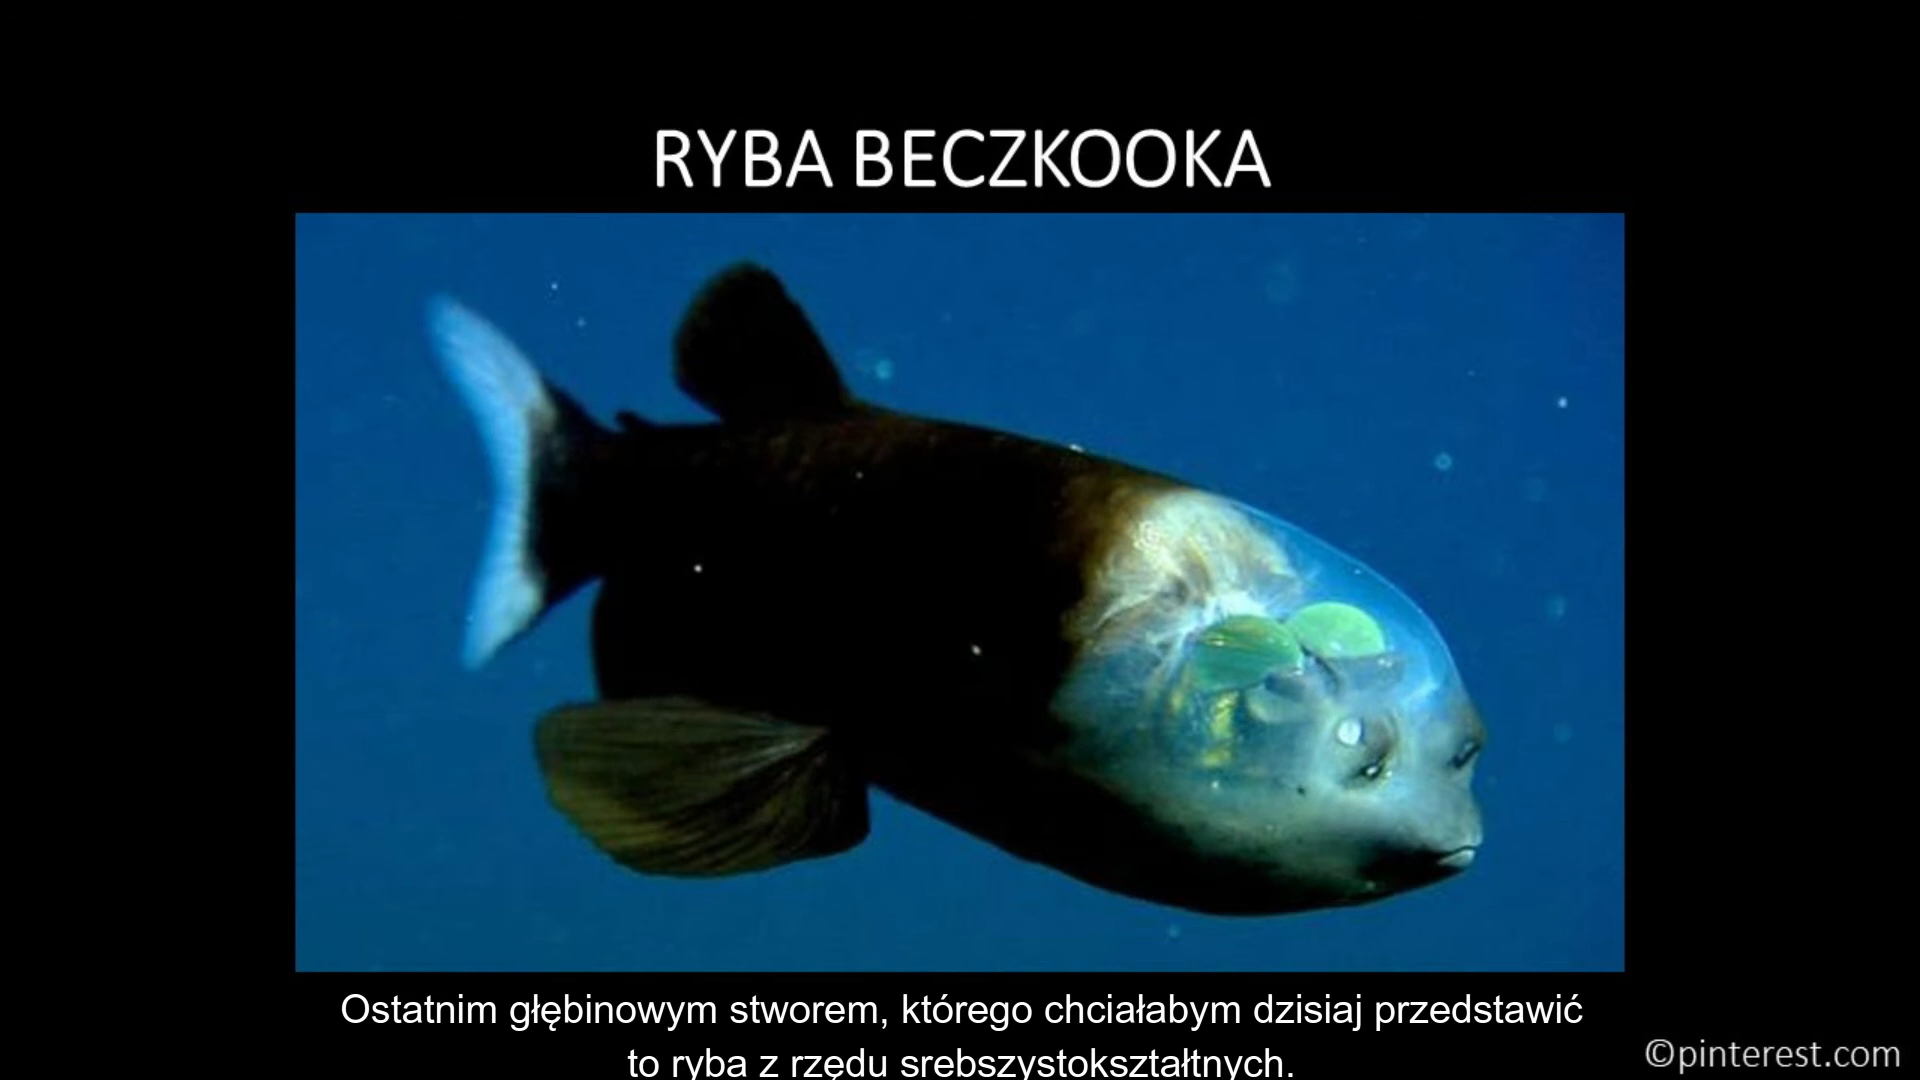 RYBA BECZKOOKA
Ostatnim głębinowym stworem, którego chciałabym dzisiaj przedstawić
to ryba z rzędu srebszystokształtnych.
©pinterest.com